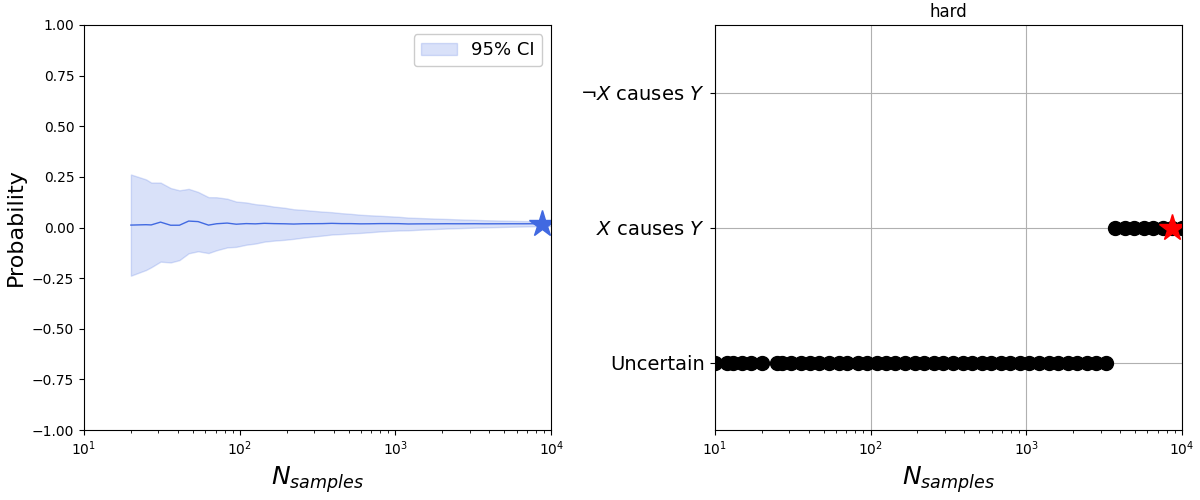 hard
1.00
0.75
0.50
0.25
0.00
−0.25
−0.50
−0.75
−1.00
Probability
95% CI
10¹
10²
10³
10⁴
N_samples
¬X causes Y
X causes Y
Uncertain
10¹
10²
10³
10⁴
N_samples